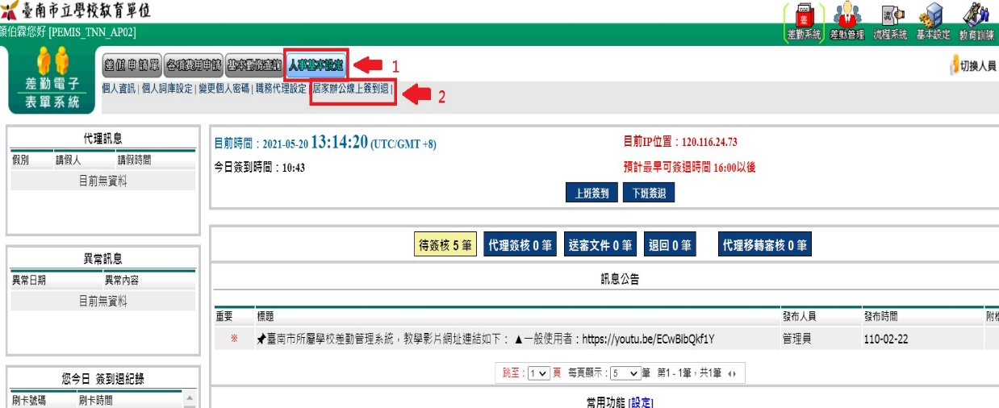 臺南市立學校教育單位
顏伯霖您好 [PEMIS_TNN_AP02]
差勤系統 差勤管理 流程系統 基本設定 教育訓練
差勤電子
表單系統
差假申請單 各項費用申請 基本勤務查詢 人事基本設定 1
切換人員
個人資訊 | 個人詞庫設定 | 變更個人密碼 | 職務代理設定 | 居家辦公線上簽到退 | 2
代理訊息
假別 請假人 請假時間
目前無資料
目前時間：2021-05-20 13:14:20 (UTC/GMT +8)
目前IP位置：120.116.24.73
今日簽到時間：10:43
預計最早可簽退時間 16:00以後
上班簽到 下班簽退
異常訊息
異常日期 異常內容
目前無資料
待簽核 5 筆 代理簽核 0 筆 送審文件 0 筆 退回 0 筆 代理移轉審核 0 筆
訊息公告
重要 標題 發布人員 發布時間 附檔
※ 臺南市所屬學校差勤管理系統，教學影片網址連結如下： ▲一般使用者：https://youtu.be/ECwBibQkf1Y 管理員 110-02-22
跳至： 1 頁 每頁顯示： 5 筆 第1 - 1筆，共1筆
您今日 簽到退紀錄
刷卡號碼 刷卡時間
常用功能 [設定]